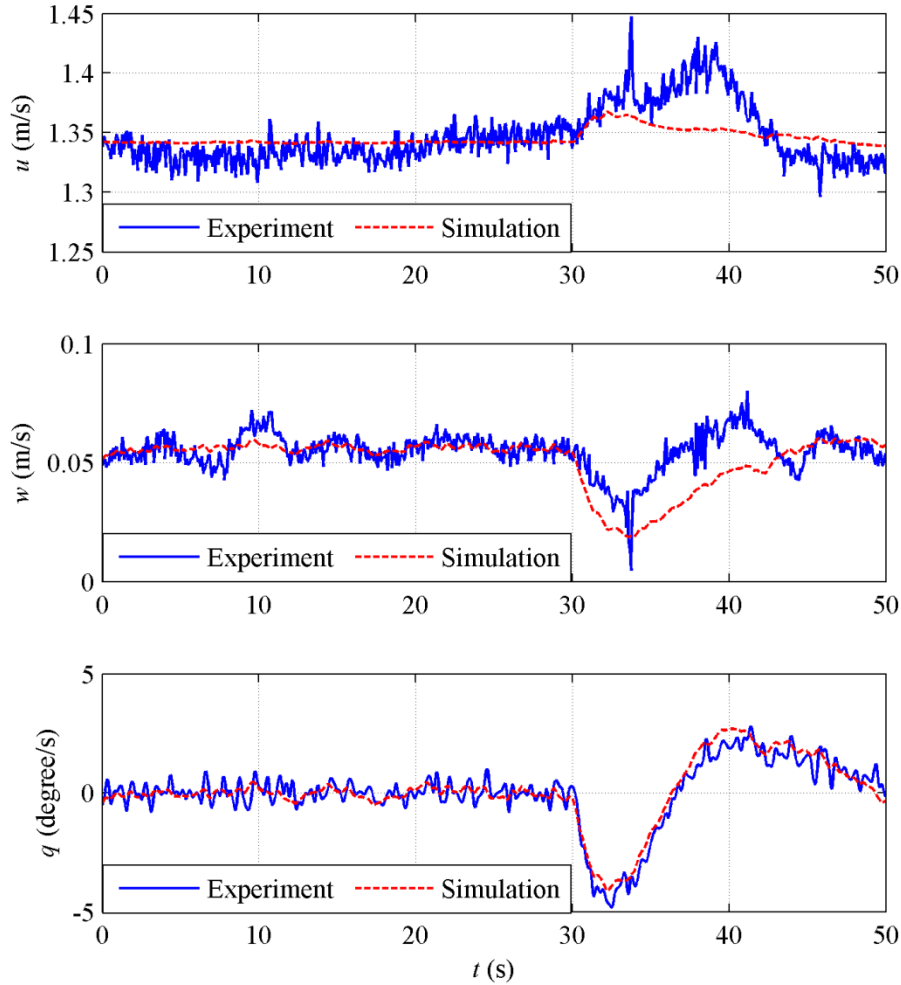 1.45
1.4
1.35
1.3
1.25
u (m/s)
Experiment Simulation
0 10 20 30 40 50
0.1
0.05
0
w (m/s)
Experiment Simulation
0 10 20 30 40 50
5
0
-5
q (degree/s)
Experiment Simulation
0 10 20 30 40 50
t (s)